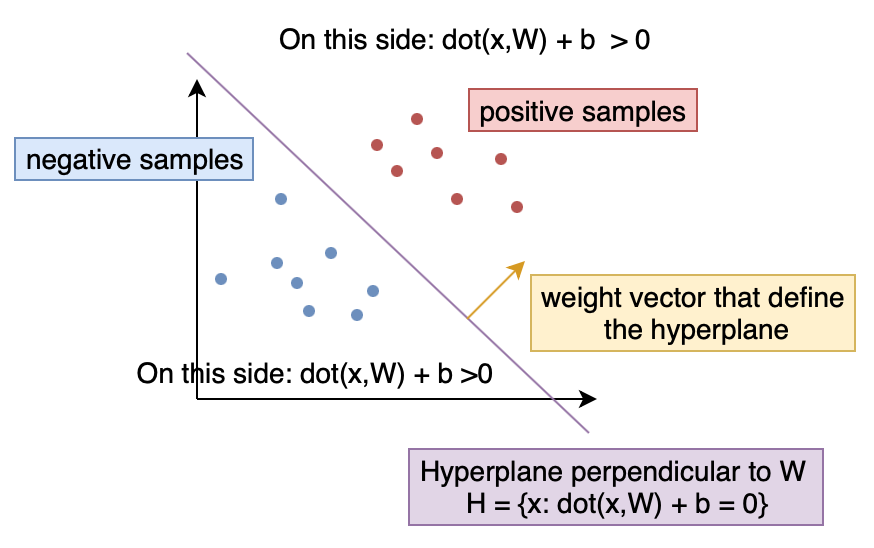 On this side: dot(x,W) + b  > 0
positive samples
negative samples
weight vector that define
the hyperplane
On this side: dot(x,W) + b >0
Hyperplane perpendicular to W
H = {x: dot(x,W) + b = 0}